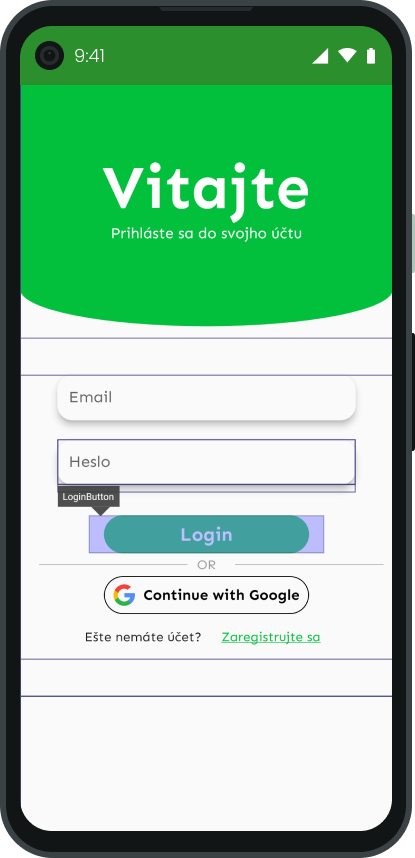 9:41
Vitajte
Prihláste sa do svojho účtu
Email
Heslo
LoginButton
Login
OR
Continue with Google
Ešte nemáte účet? Zaregistrujte sa